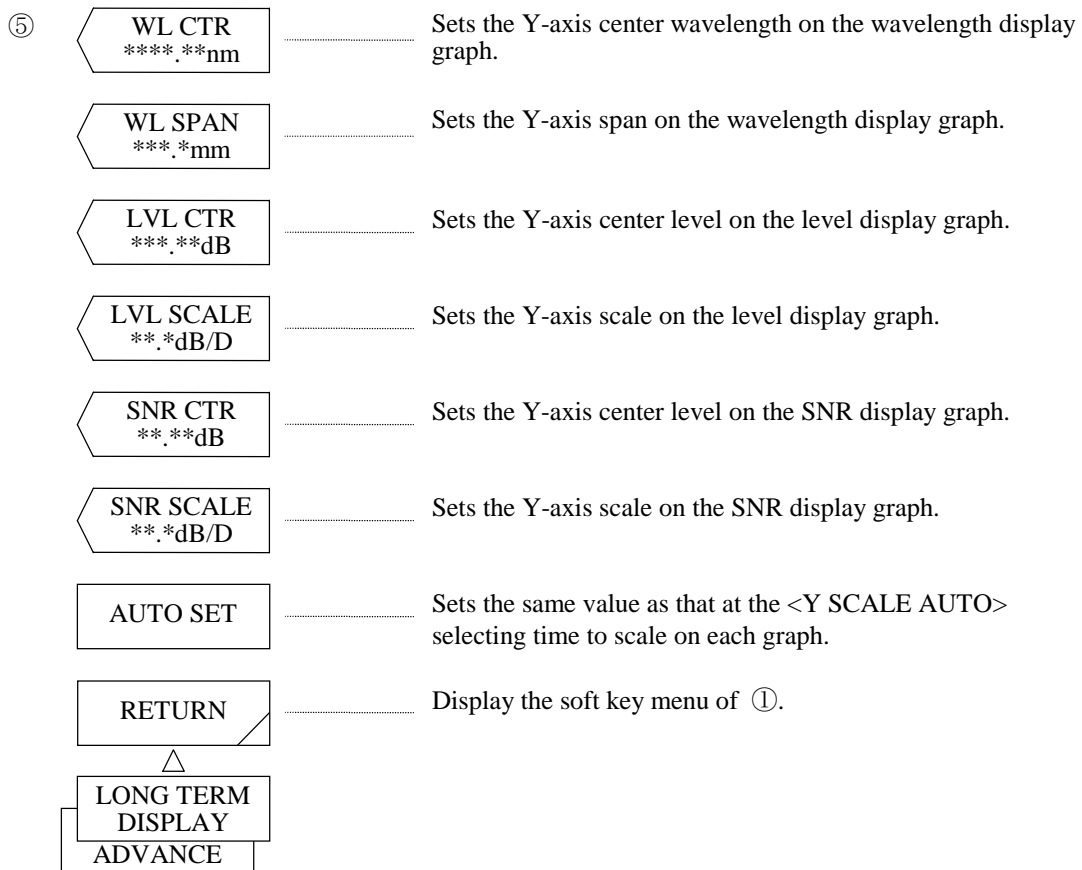 ⑤
WL CTR
****.**nm
Sets the Y-axis center wavelength on the wavelength display
graph.
WL SPAN
***.*mm
Sets the Y-axis span on the wavelength display graph.
LVL CTR
***.**dB
Sets the Y-axis center level on the level display graph.
LVL SCALE
**.*dB/D
Sets the Y-axis scale on the level display graph.
SNR CTR
**.**dB
Sets the Y-axis center level on the SNR display graph.
SNR SCALE
**.*dB/D
Sets the Y-axis scale on the SNR display graph.
AUTO SET
Sets the same value as that at the <Y SCALE AUTO>
selecting time to scale on each graph.
RETURN
Display the soft key menu of ①.
LONG TERM
DISPLAY
ADVANCE